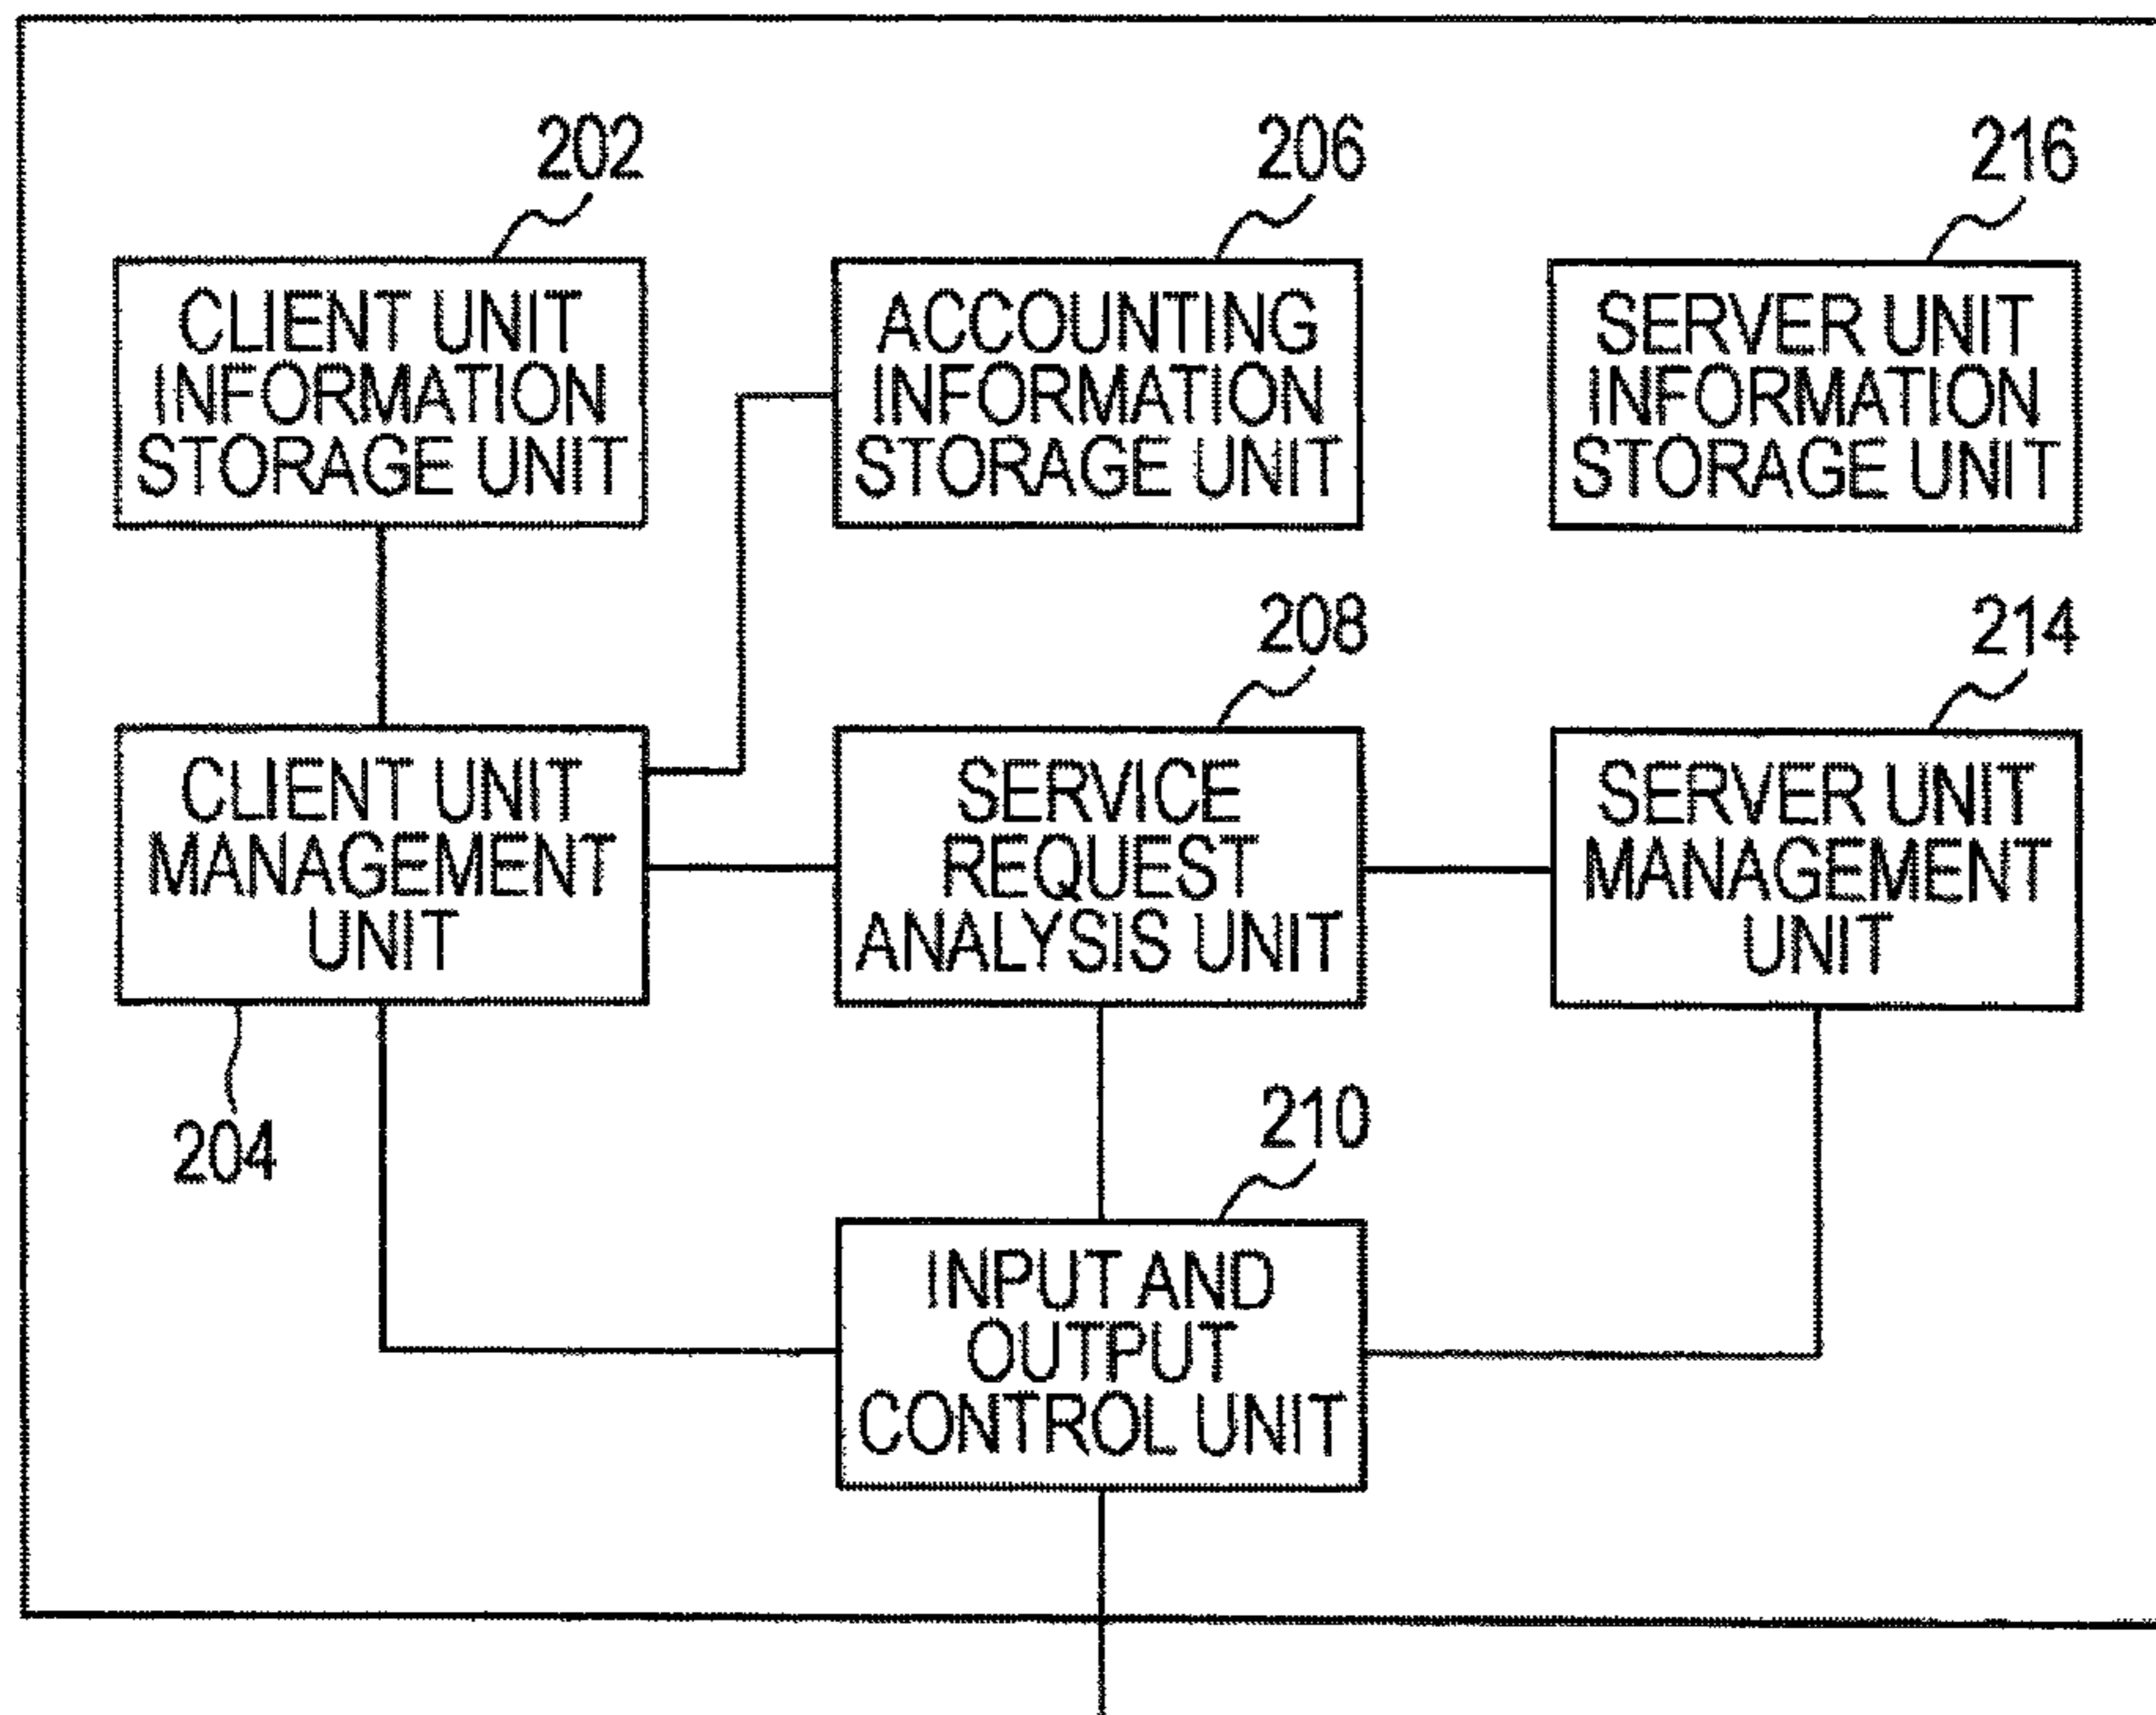 202
206
216
CLIENT UNIT
INFORMATION
STORAGE UNIT
ACCOUNTING
INFORMATION
STORAGE UNIT
SERVER UNIT
INFORMATION
STORAGE UNIT
208
214
CLIENT UNIT
MANAGEMENT
UNIT
SERVICE
REQUEST
ANALYSIS UNIT
SERVER UNIT
MANAGEMENT
UNIT
204
210
INPUT AND
OUTPUT
CONTROL UNIT